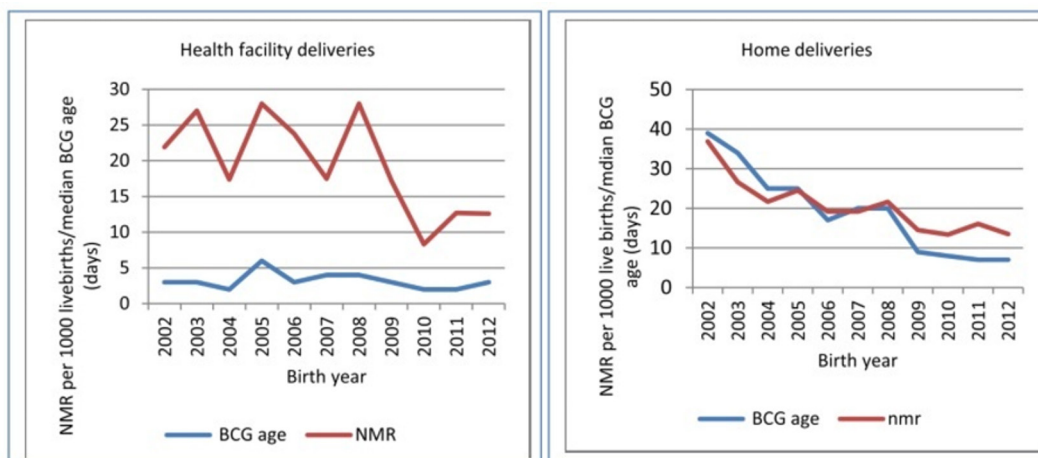 Health facility deliveries
NMR per 1000 livebirths/median BCG age
(days)
30
25
20
15
10
5
0
2002
2003
2004
2005
2006
2007
2008
2009
2010
2011
2012
Birth year
BCG age
NMR
Home deliveries
NMR per 1000 live births/mdian BCG
age (days)
50
40
30
20
10
0
2002
2003
2004
2005
2006
2007
2008
2009
2010
2011
2012
Birth year
BCG age
nmr